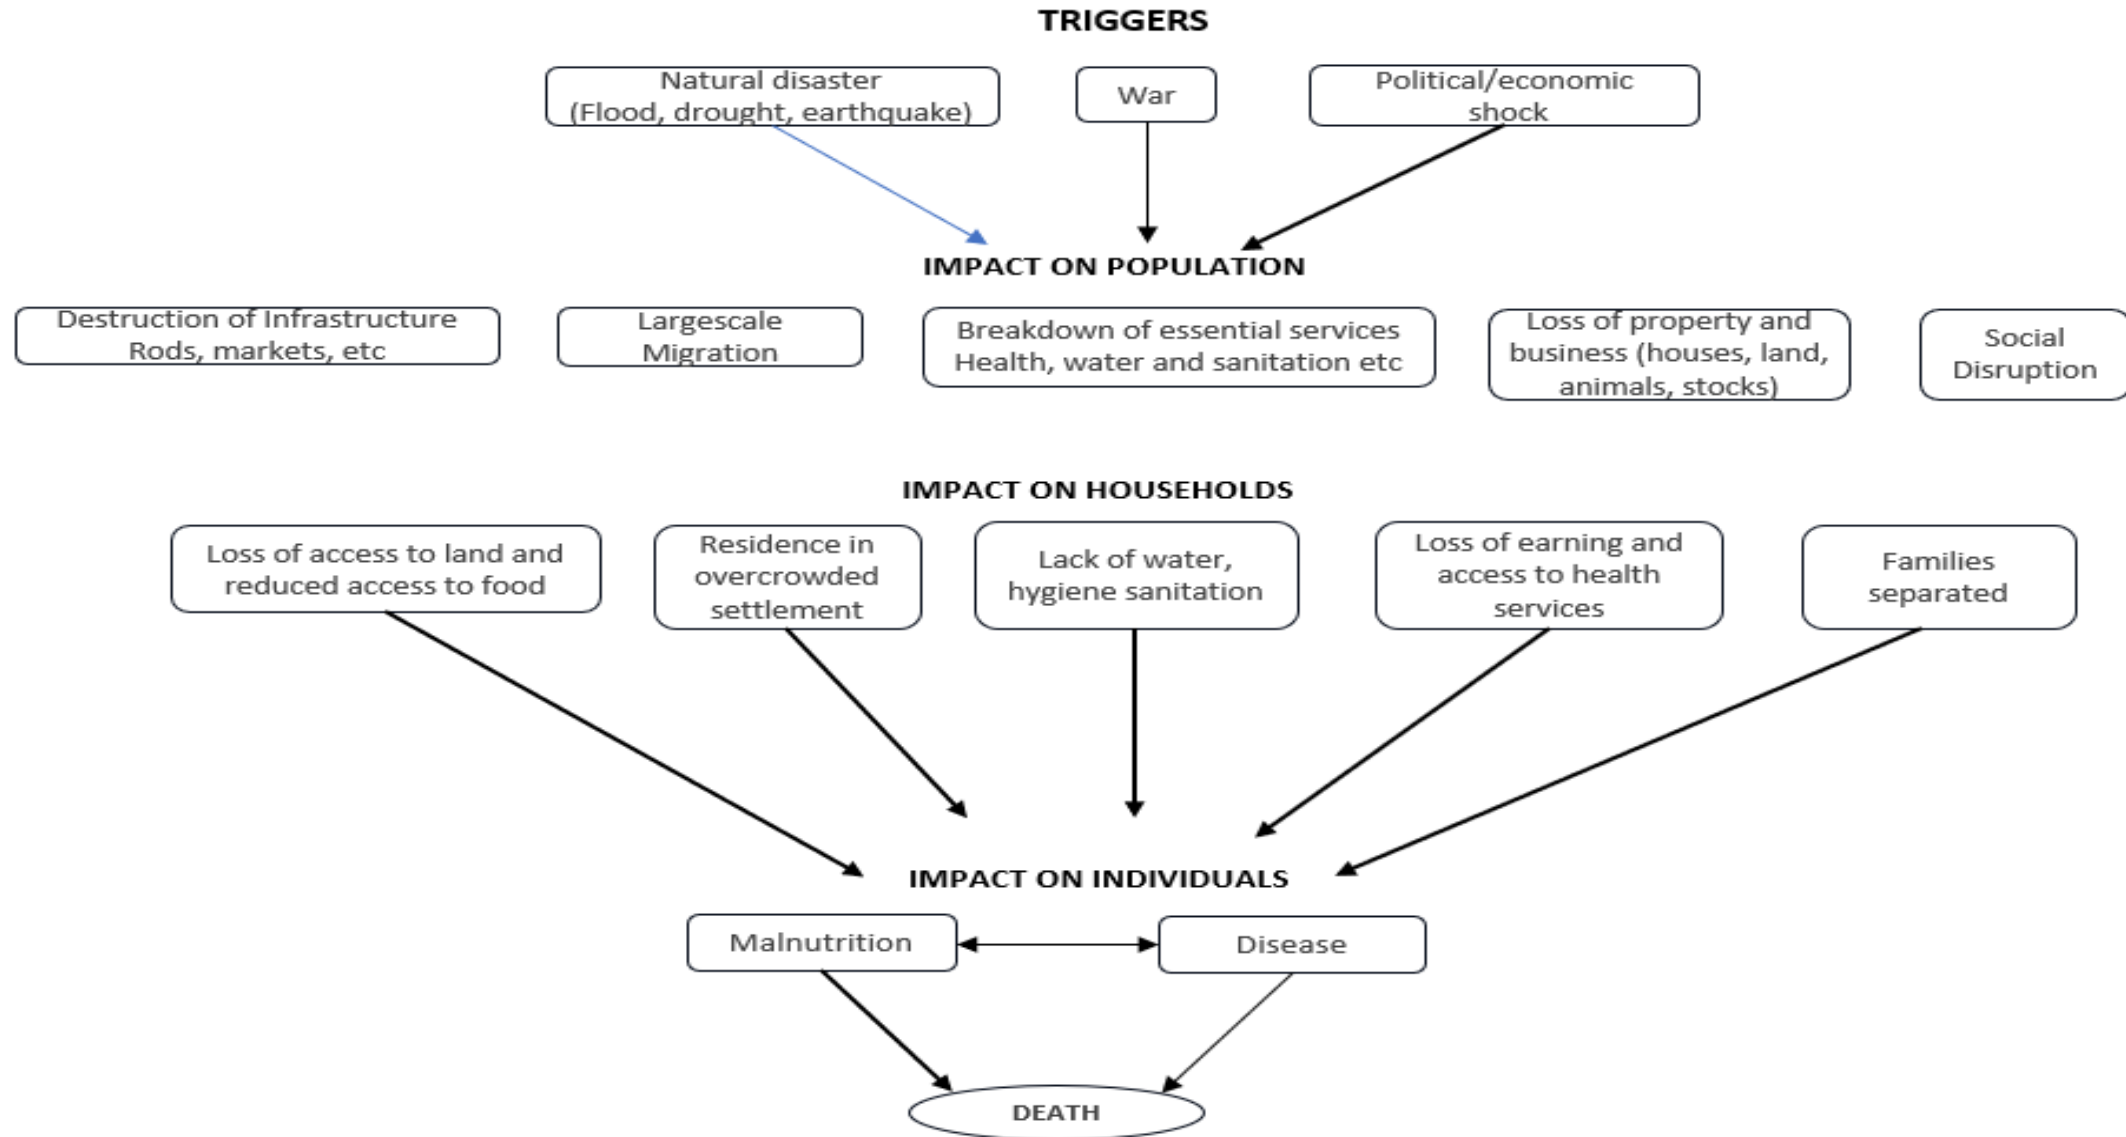 TRIGGERS
Natural disaster
(Flood, drought, earthquake)
War
Political/economic
shock
IMPACT ON POPULATION
Destruction of Infrastructure
Rods, markets, etc
Largescale
Migration
Breakdown of essential services
Health, water and sanitation etc
Loss of property and
business (houses, land,
animals, stocks)
Social
Disruption
IMPACT ON HOUSEHOLDS
Loss of access to land and
reduced access to food
Residence in
overcrowded
settlement
Lack of water,
hygiene sanitation
Loss of earning and
access to health
services
Families
separated
IMPACT ON INDIVIDUALS
Malnutrition
Disease
DEATH